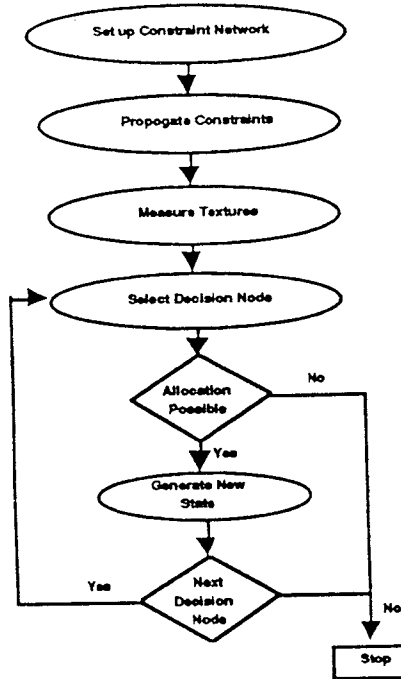 Set up Constraint Network
Propogate Constraints
Measure Textures
Select Decision Node
Allocation
Possible
No
Yes
Generate New
State
Yes
Next
Decision
Node
No
Stop